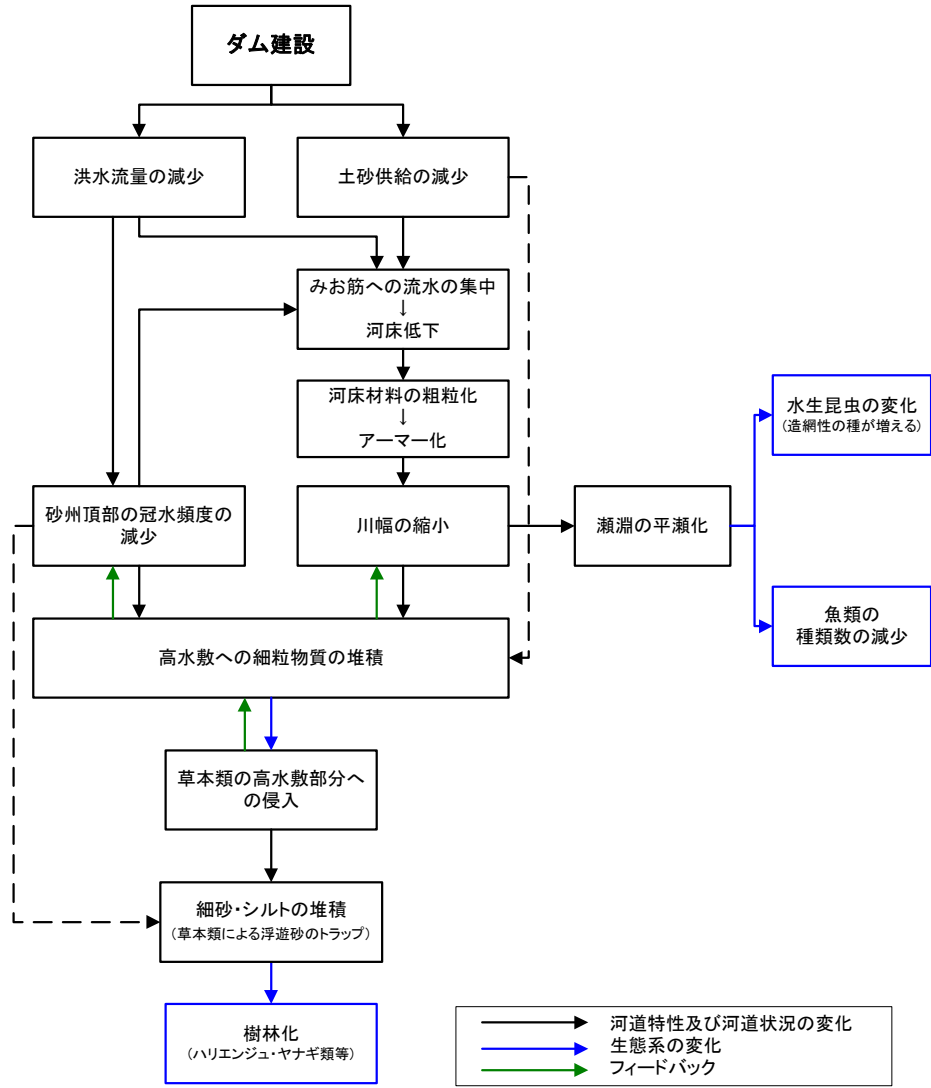 ダム建設
洪水流量の減少
土砂供給の減少
みお筋への流水の集中
↓
河床低下
河床材料の粗粒化
↓
アーマー化
水生昆虫の変化
(造網性の種が増える)
砂州頂部の冠水頻度の
減少
川幅の縮小
瀬淵の平瀬化
魚類の
種類数の減少
高水敷への細粒物質の堆積
草本類の高水敷部分へ
の侵入
細砂・シルトの堆積
(草本類による浮遊砂のトラップ)
樹林化
(ハリエンジュ・ヤナギ類等)
河道特性及び河道状況の変化
生態系の変化
フィードバック